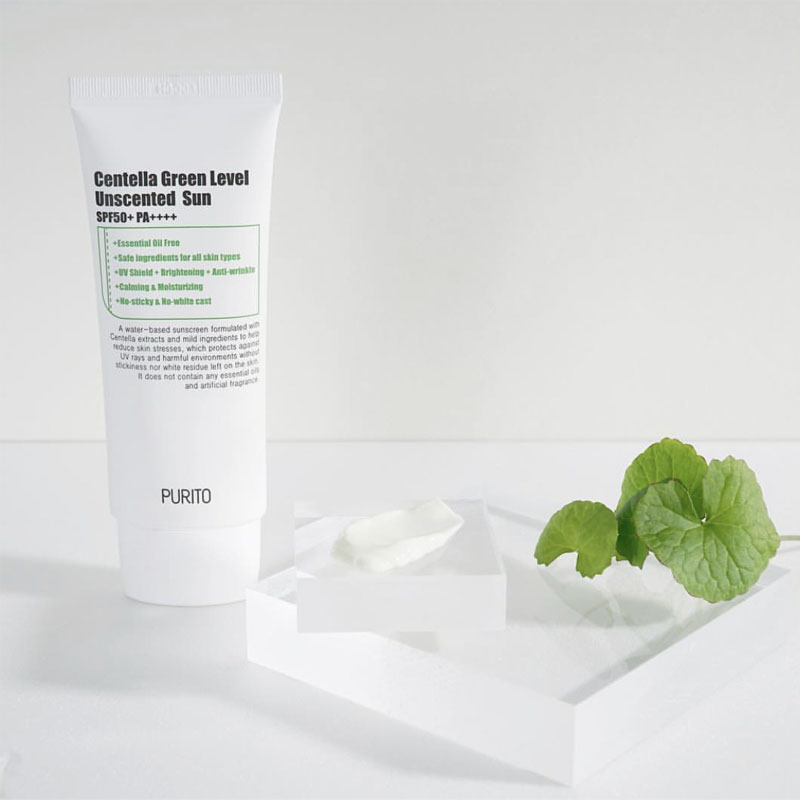 Centella Green Level
Unscented Sun
SPF50+ PA++++
+Essential Oil Free
+Safe ingredients for all skin types
+UV Shield + Brightening + Anti-wrinkle
+Calming & Moisturizing
+No-sticky & No-white cast
A water-based sunscreen formulated with
Centella extracts and mild ingredients to help
reduce skin stresses, which protects against
UV rays and harmful environments without
stickiness nor white residue left on the skin.
It does not contain any essential oils
and artificial fragrance.
PURITO